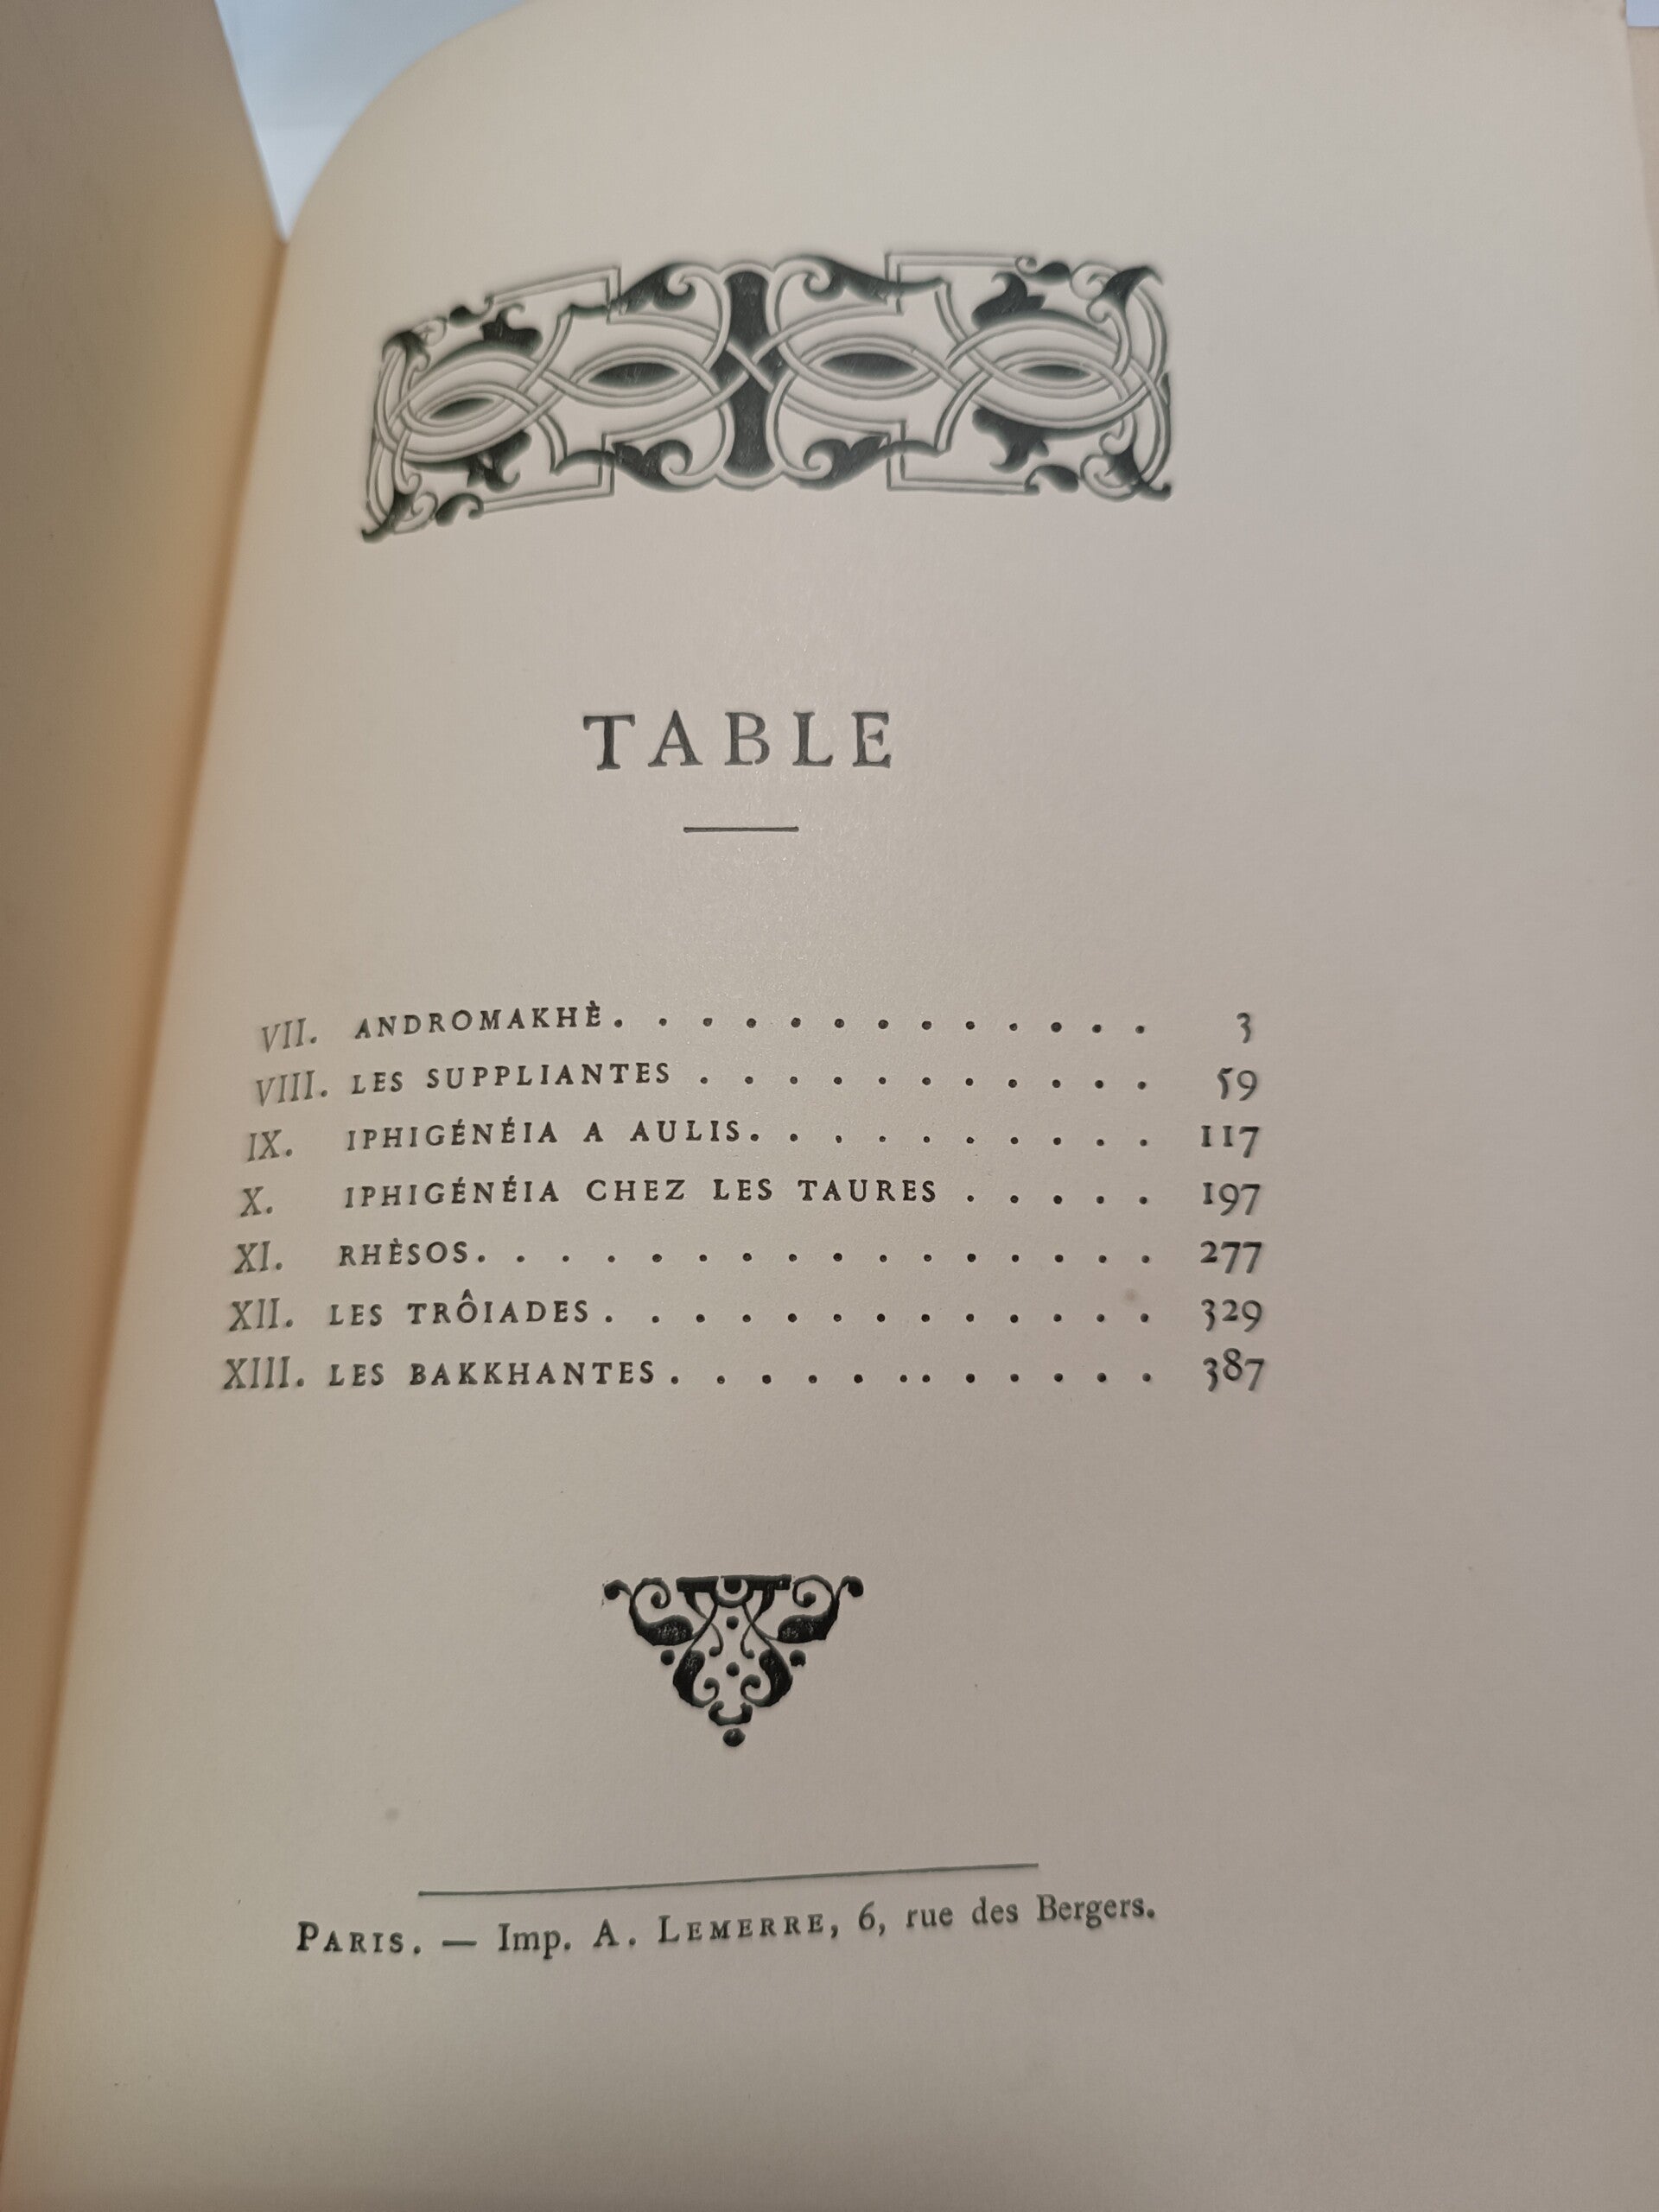 TABLE
VII. ANDROMAKHÈ. . . . . . . . . . . . . 3
VIII. LES SUPPLIANTES . . . . . . . . . . . 59
IX. IPHIGÉNÉIA A AULIS. . . . . . . . . . 117
X. IPHIGÉNÉIA CHEZ LES TAURES . . . . . 197
XI. RHÈSOS. . . . . . . . . . . . . . . . 277
XII. LES TRÔIADES. . . . . . . . . . . . . 329
XIII. LES BAKKHANTES. . . . . . . . . . . . 387
PARIS. — Imp. A. LEMERRE, 6, rue des Bergers.